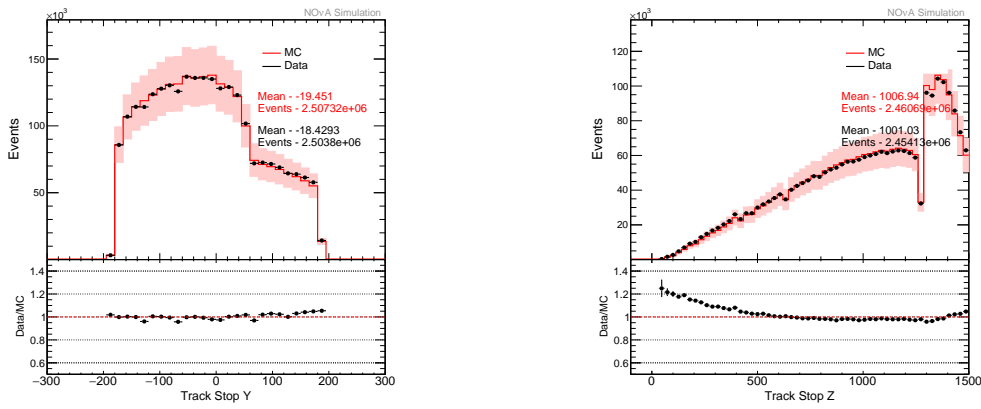 ×10³
NOνA Simulation
MC
Data
Mean - -19.451
Events - 2.50732e+06
Mean - -18.4293
Events - 2.5038e+06
Events
150
100
50
Data/MC
1.4
1.2
1
0.8
0.6
−300 −200 −100 0 100 200 300
Track Stop Y
×10³
NOνA Simulation
MC
Data
Mean - 1006.94
Events - 2.46069e+06
Mean - 1001.03
Events - 2.45413e+06
Events
120
100
80
60
40
20
Data/MC
1.4
1.2
1
0.8
0.6
0 500 1000 1500
Track Stop Z